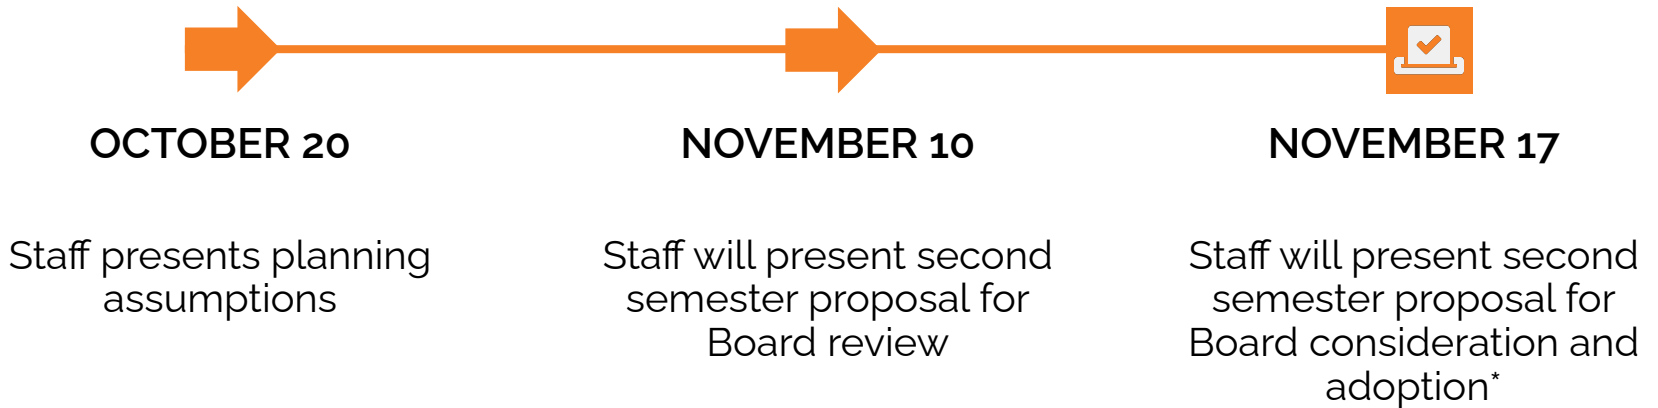 OCTOBER 20
Staff presents planning
assumptions
NOVEMBER 10
Staff will present second
semester proposal for
Board review
NOVEMBER 17
Staff will present second
semester proposal for
Board consideration and
adoption*